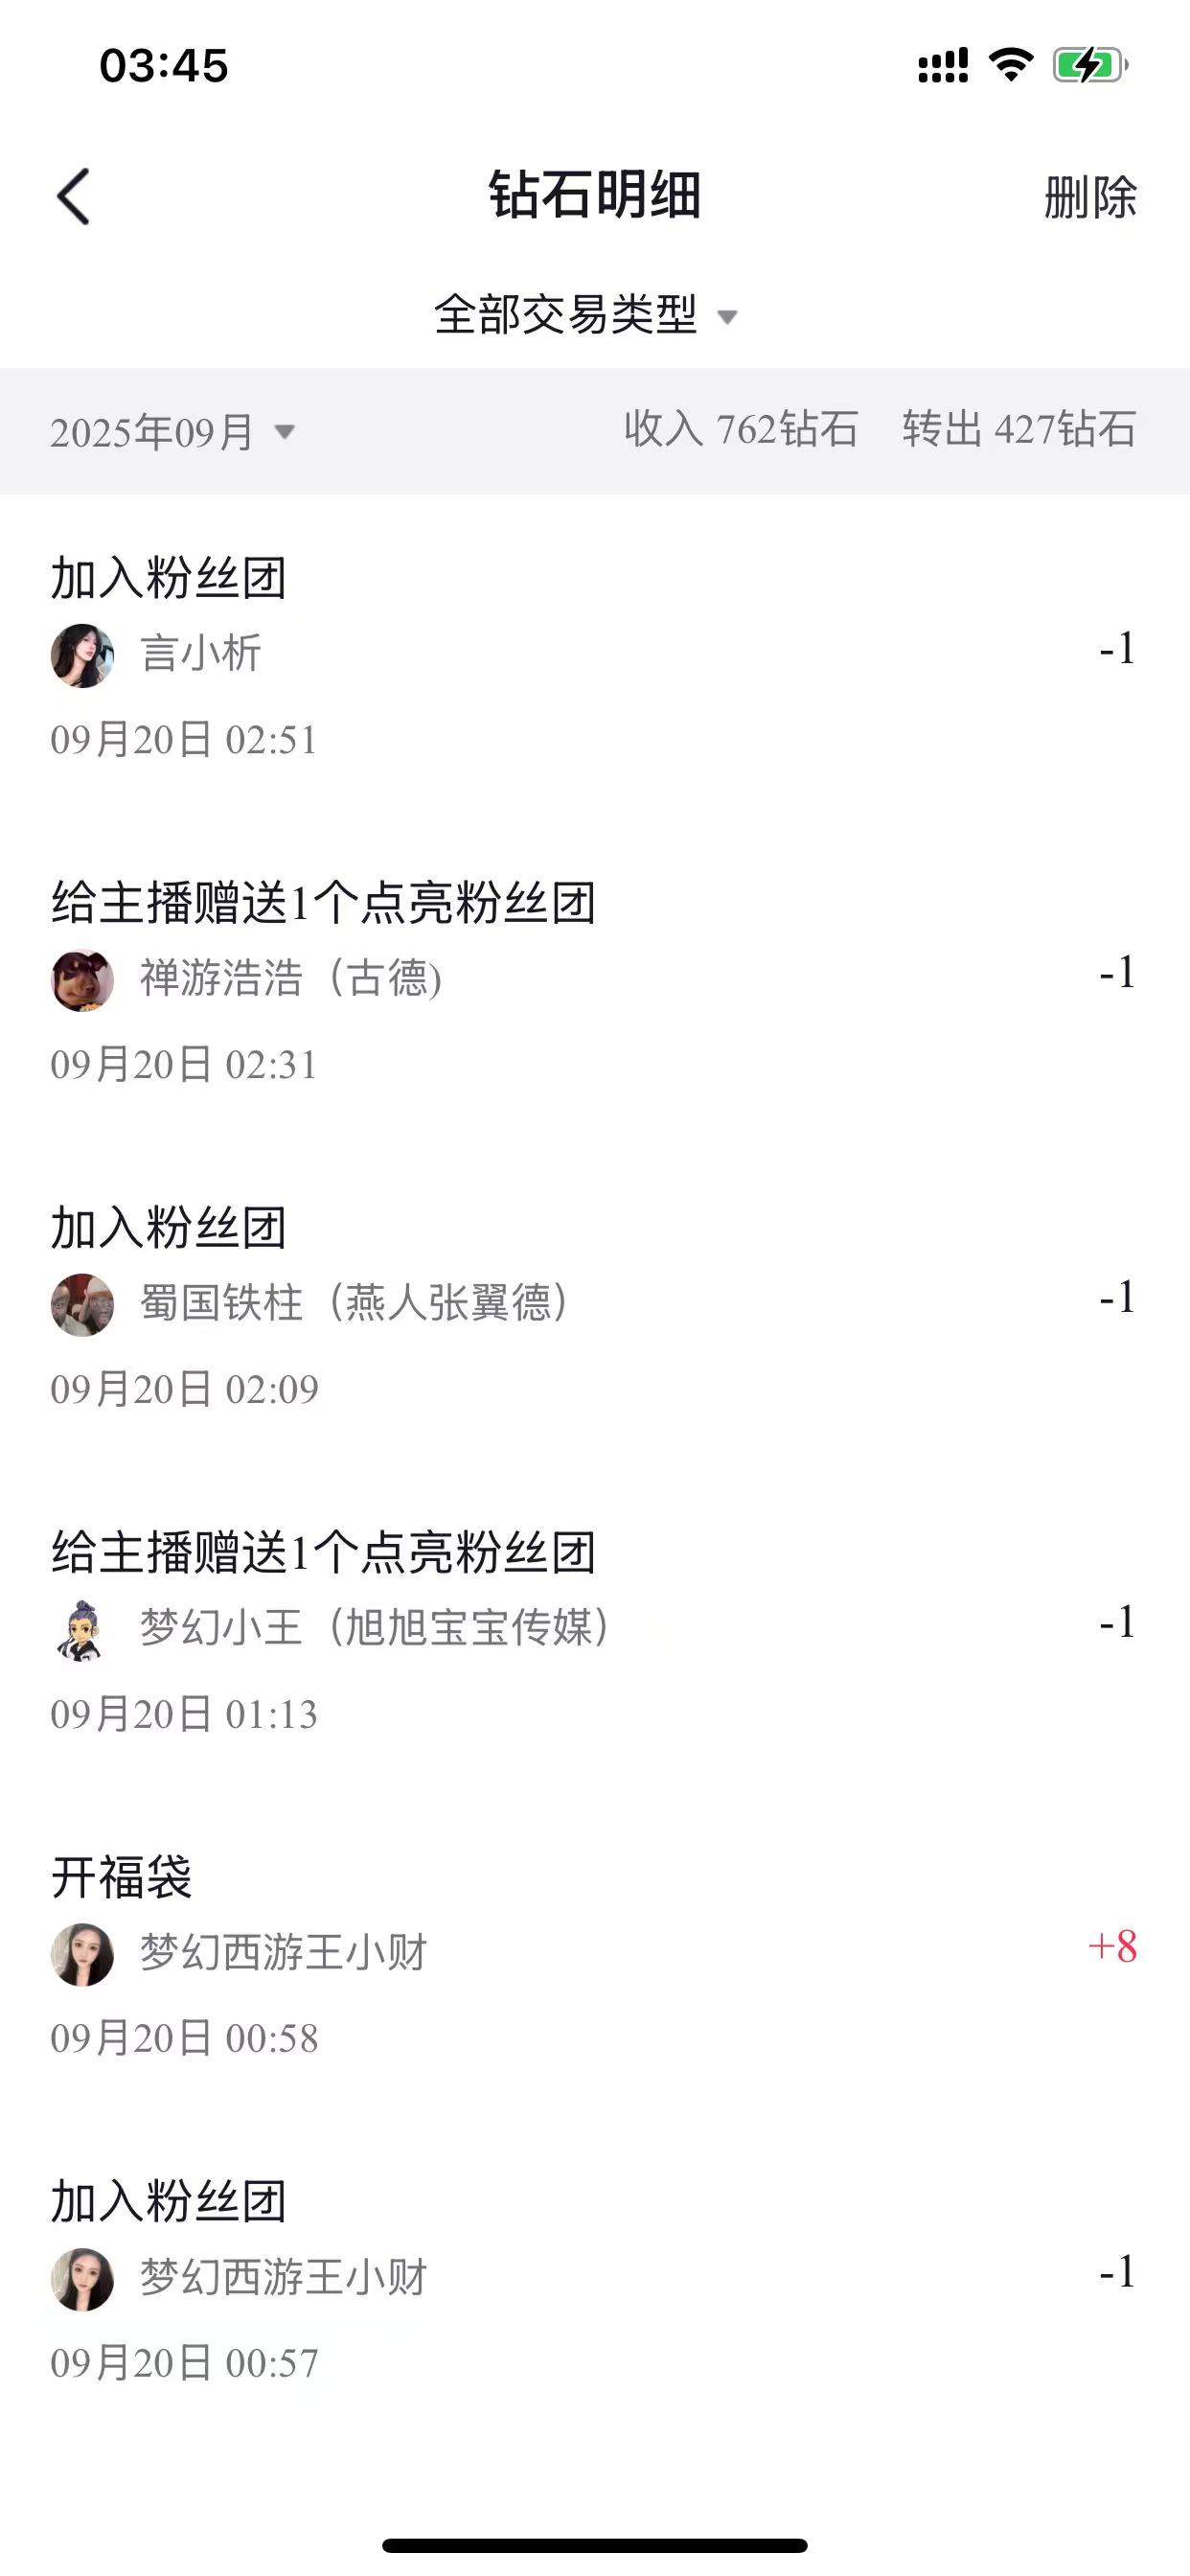 03:45
钻石明细
删除
全部交易类型
2025年09月
收入 762钻石 转出 427钻石
加入粉丝团
言小析
-1
09月20日 02:51
给主播赠送1个点亮粉丝团
禅游浩浩（古德)
-1
09月20日 02:31
加入粉丝团
蜀国铁柱（燕人张翼德）
-1
09月20日 02:09
给主播赠送1个点亮粉丝团
梦幻小王（旭旭宝宝传媒）
-1
09月20日 01:13
开福袋
梦幻西游王小财
+8
09月20日 00:58
加入粉丝团
梦幻西游王小财
-1
09月20日 00:57